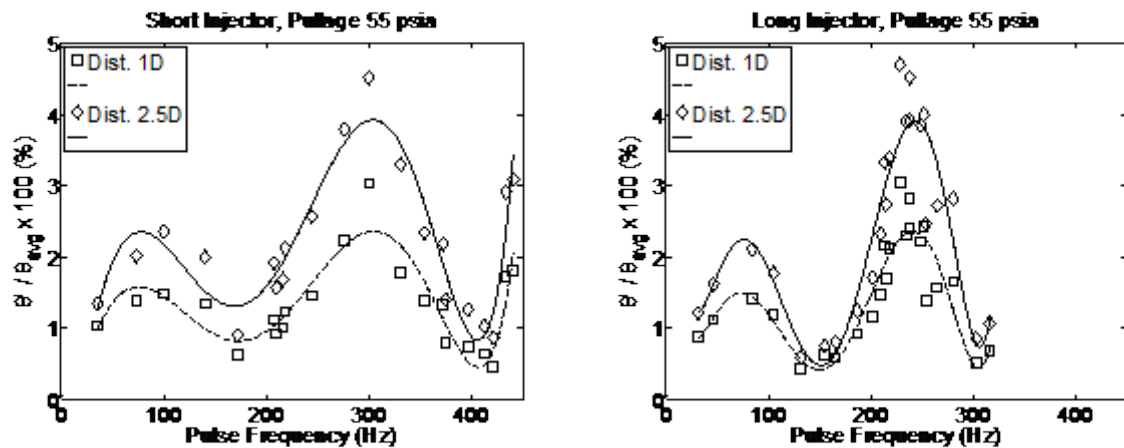 Short Injector, Pullage 55 psia
5
4
3
2
1
0
Dist. 1D
Dist. 2.5D
0 100 200 300 400
Pulse Frequency (Hz)
Long Injector, Pullage 55 psia
5
4
3
2
1
0
Dist. 1D
Dist. 2.5D
0 100 200 300 400
Pulse Frequency (Hz)